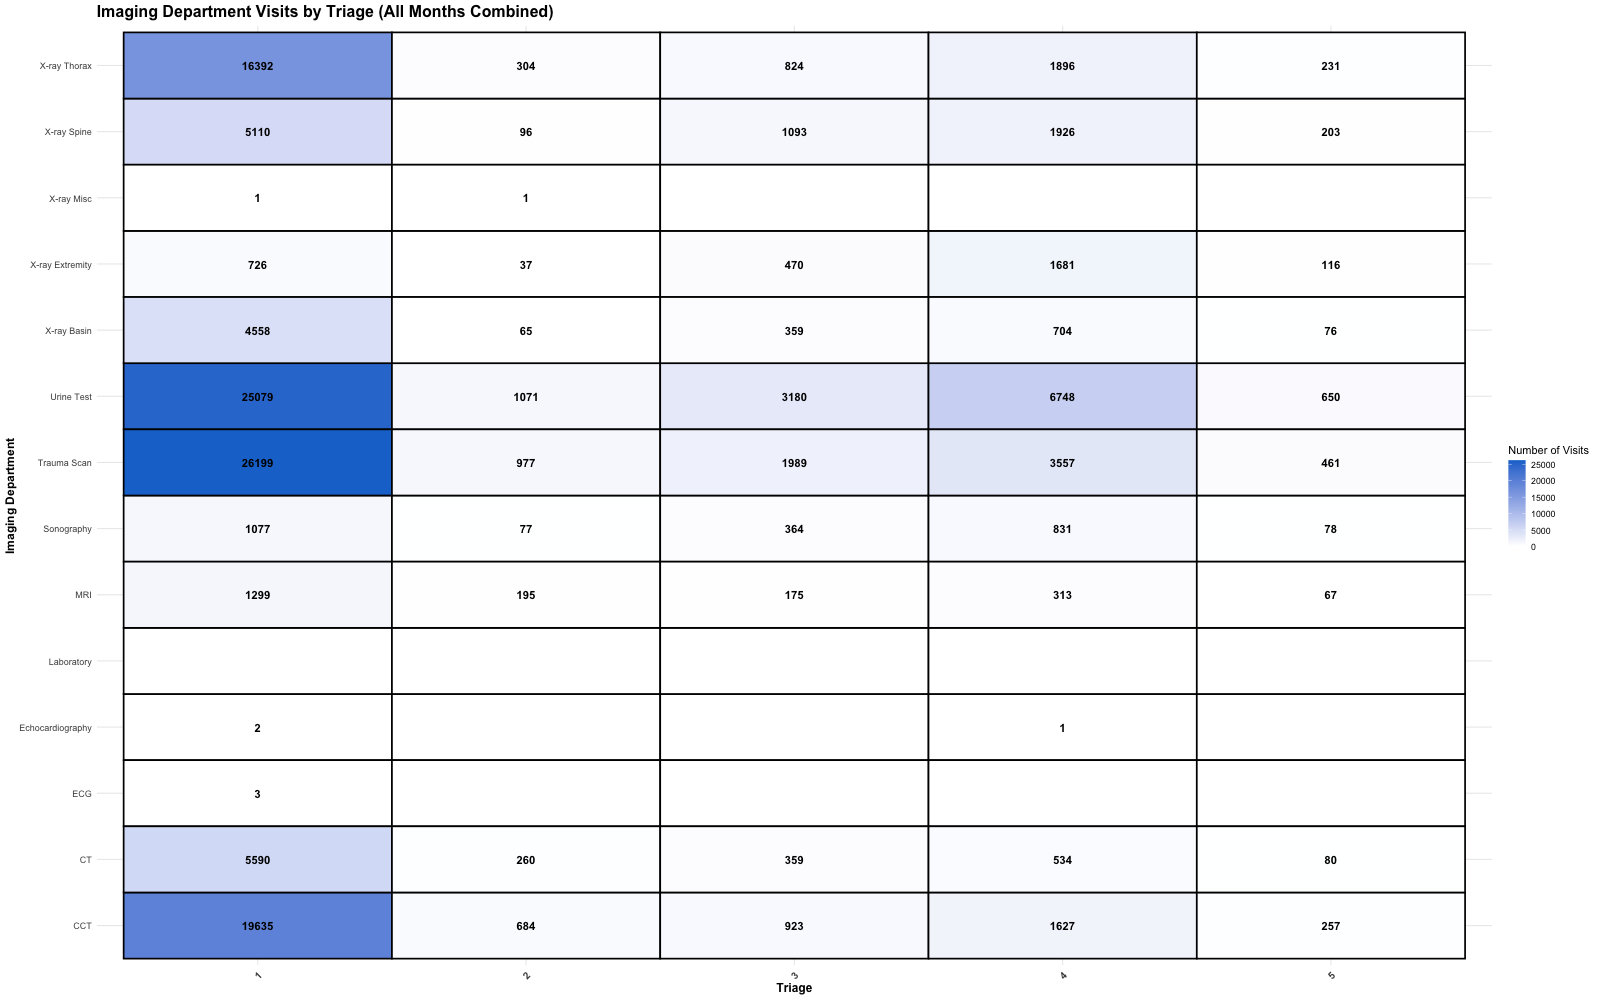 Imaging Department Visits by Triage (All Months Combined)
X-ray Thorax 16392 304 824 1896 231
X-ray Spine 5110 96 1093 1926 203
X-ray Misc 1 1
X-ray Extremity 726 37 470 1681 116
X-ray Basin 4558 65 359 704 76
Urine Test 25079 1071 3180 6748 650
Trauma Scan 26199 977 1989 3557 461
Sonography 1077 77 364 831 78
MRI 1299 195 175 313 67
Laboratory
Echocardiography 2 1
ECG 3
CT 5590 260 359 534 80
CCT 19635 684 923 1627 257
1 2 3 4 5
Triage
Imaging Department
Number of Visits
25000
20000
15000
10000
5000
0